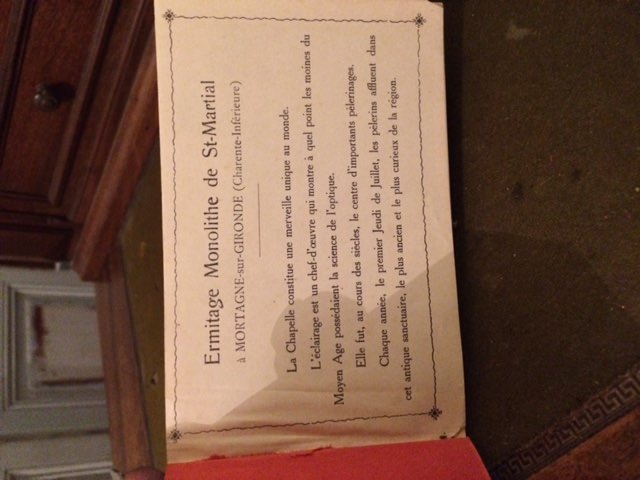 Ermitage Monolithe de St-Martial
à MORTAGNE-sur-GIRONDE (Charente-Inférieure)
La Chapelle constitue une merveille unique au monde.
L'éclairage est un chef-d'œuvre qui montre à quel point les moines du
Moyen Age possédaient la science de l'optique.
Elle fut, au cours des siècles, le centre d'importants pèlerinages.
Chaque année, le premier Jeudi de Juillet, les pèlerins affluent dans
cet antique sanctuaire, le plus ancien et le plus curieux de la région.